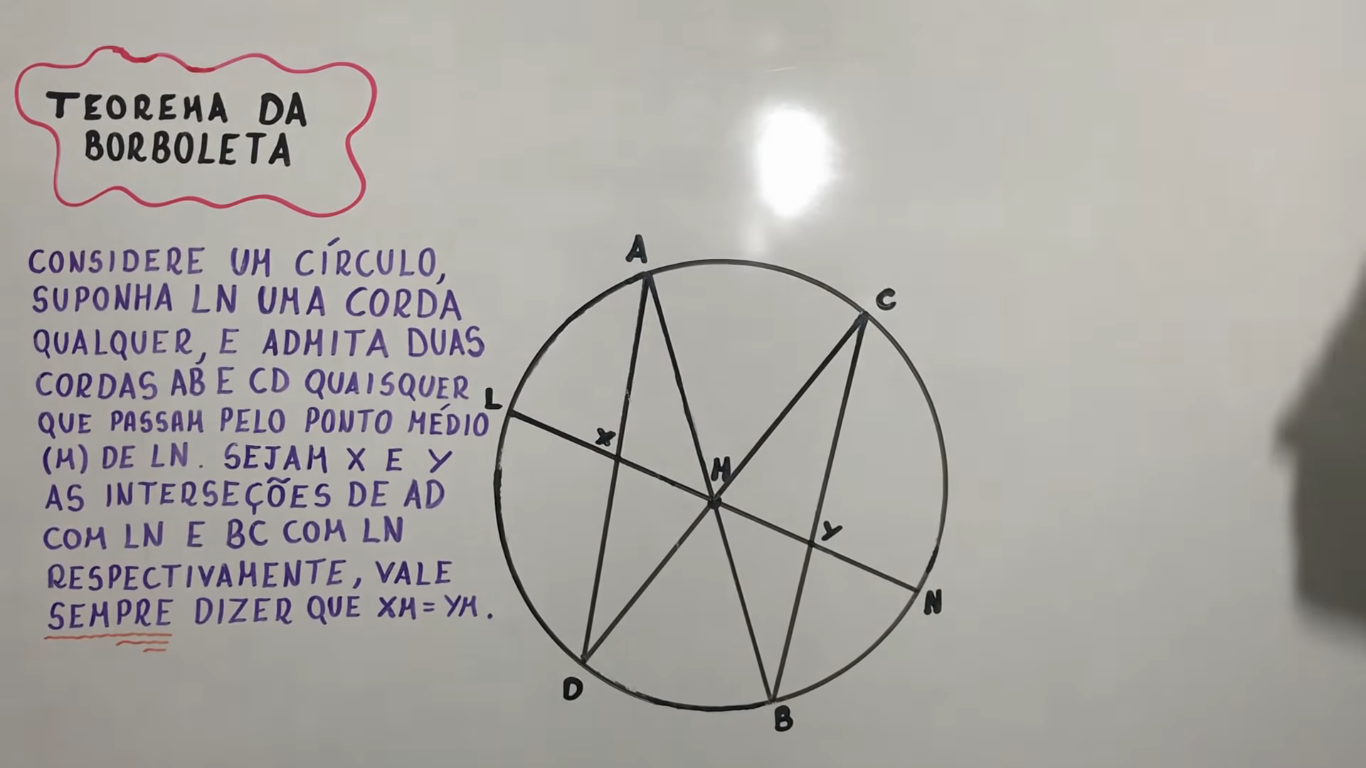 TEOREMA DA
BORBOLETA
CONSIDERE UM CÍRCULO,
SUPONHA LN UMA CORDA
QUALQUER, E ADMITA DUAS
CORDAS AB E CD QUAISQUER
QUE PASSAM PELO PONTO MÉDIO
(M) DE LN. SEJAM X E Y
AS INTERSEÇÕES DE AD
COM LN E BC COM LN
RESPECTIVAMENTE, VALE
SEMPRE DIZER QUE XM = YM.
A
C
L
X
M
Y
N
D
B